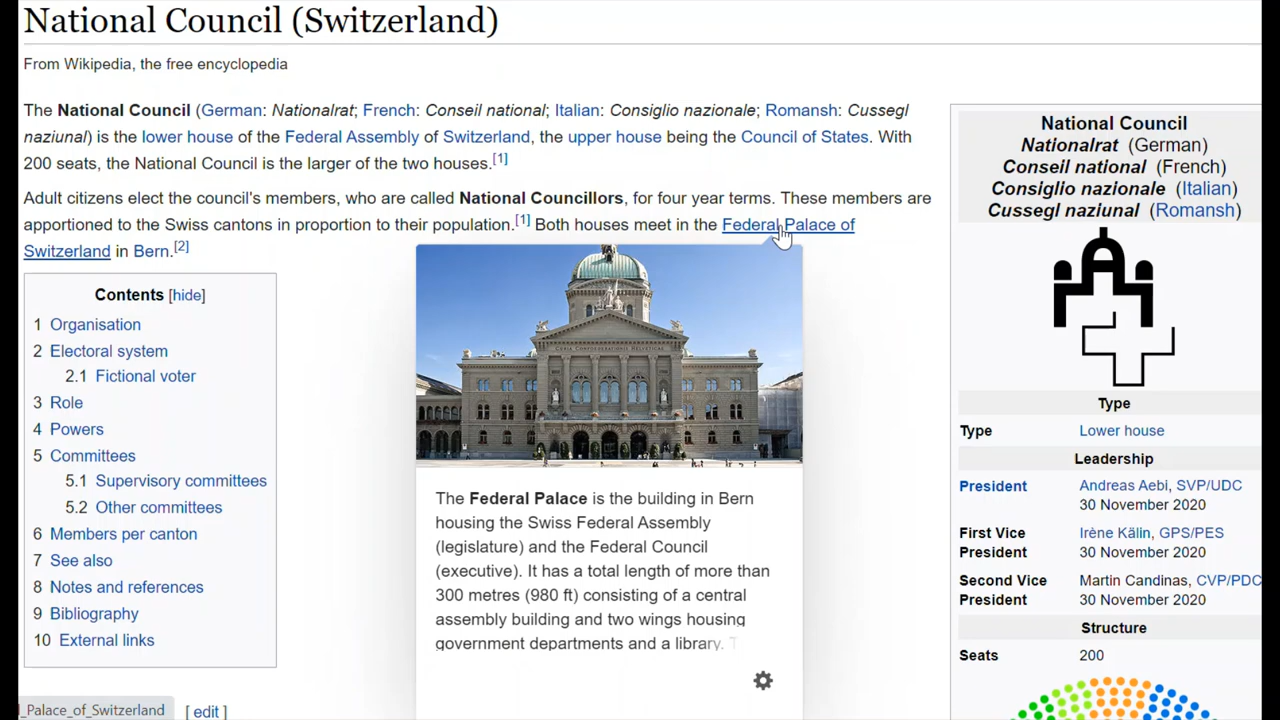 National Council (Switzerland)
From Wikipedia, the free encyclopedia
The National Council (German: Nationalrat; French: Conseil national; Italian: Consiglio nazionale; Romansh: Cussegl
naziunal) is the lower house of the Federal Assembly of Switzerland, the upper house being the Council of States. With
200 seats, the National Council is the larger of the two houses.[1]
Adult citizens elect the council's members, who are called National Councillors, for four year terms. These members are
apportioned to the Swiss cantons in proportion to their population.[1] Both houses meet in the Federal Palace of
Switzerland in Bern.[2]
Contents [hide]
1 Organisation
2 Electoral system
2.1 Fictional voter
3 Role
4 Powers
5 Committees
5.1 Supervisory committees
5.2 Other committees
6 Members per canton
7 See also
8 Notes and references
9 Bibliography
10 External links
_Palace_of_Switzerland
[ edit ]
The Federal Palace is the building in Bern
housing the Swiss Federal Assembly
(legislature) and the Federal Council
(executive). It has a total length of more than
300 metres (980 ft) consisting of a central
assembly building and two wings housing
government departments and a library. T
National Council
Nationalrat (German)
Conseil national (French)
Consiglio nazionale (Italian)
Cussegl naziunal (Romansh)
Type
Type Lower house
Leadership
President Andreas Aebi, SVP/UDC
30 November 2020
First Vice Irène Kälin, GPS/PES
President 30 November 2020
Second Vice Martin Candinas, CVP/PDC
President 30 November 2020
Structure
Seats 200